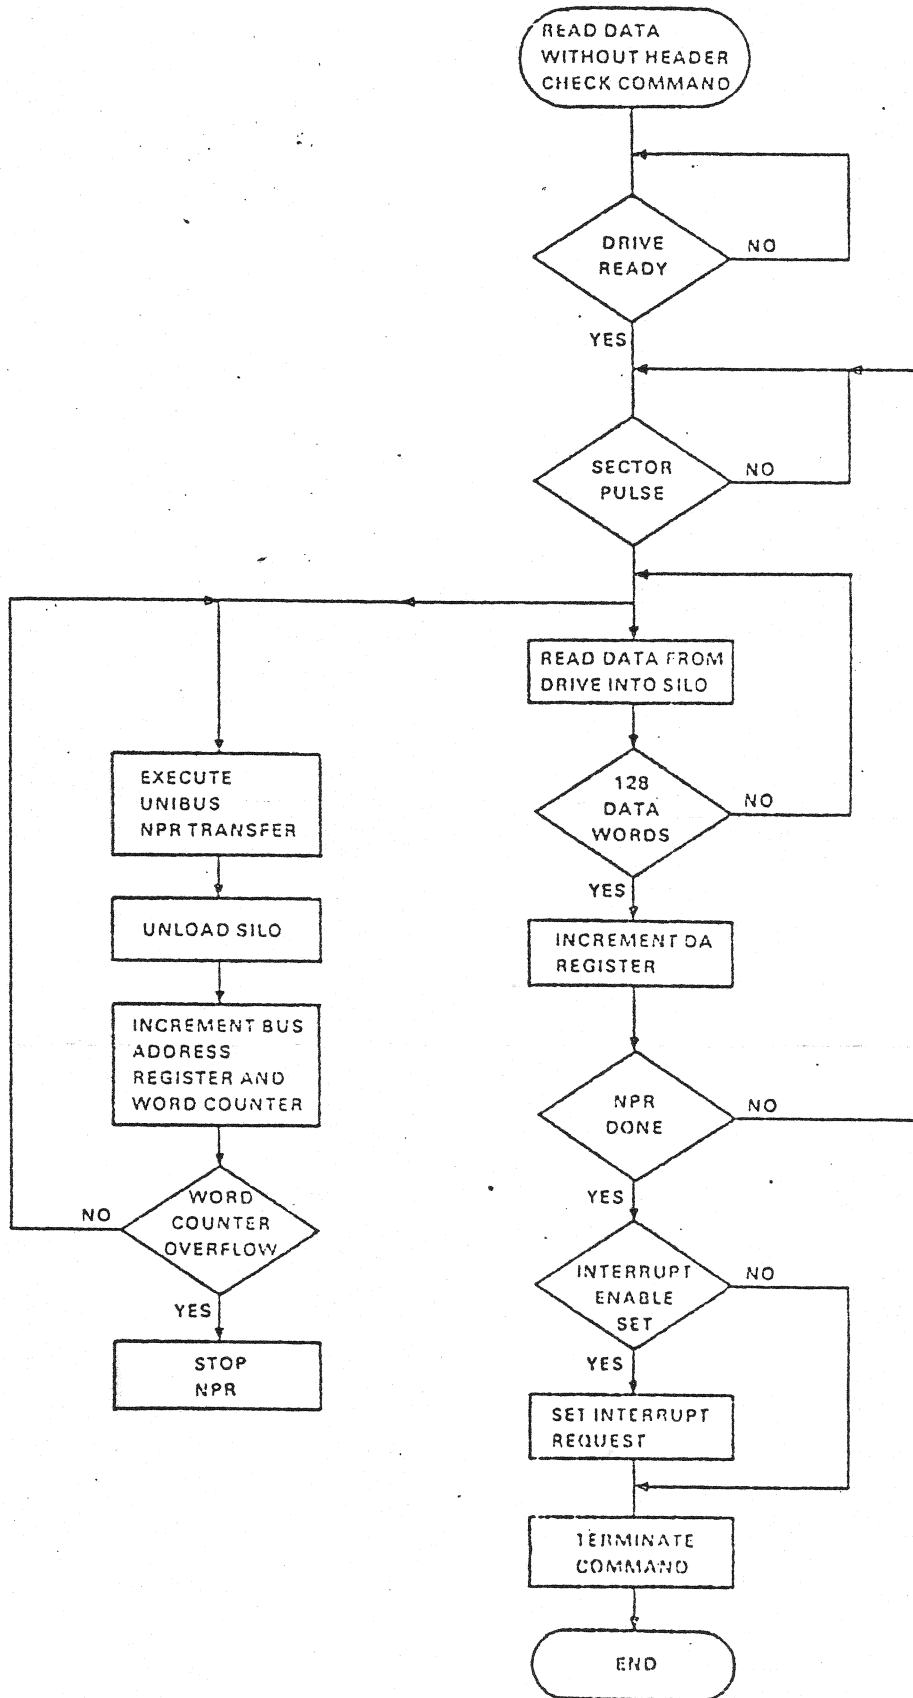 READ DATA
WITHOUT HEADER
CHECK COMMAND
DRIVE
READY
NO
YES
SECTOR
PULSE
NO
READ DATA FROM
DRIVE INTO SILO
128
DATA
WORDS
NO
YES
INCREMENT DA
REGISTER
NPR
DONE
NO
YES
INTERRUPT
ENABLE
SET
NO
YES
SET INTERRUPT
REQUEST
TERMINATE
COMMAND
END
EXECUTE
UNIBUS
NPR TRANSFER
UNLOAD SILO
INCREMENT BUS
ADDRESS
REGISTER AND
WORD COUNTER
WORD
COUNTER
OVERFLOW
NO
YES
STOP
NPR